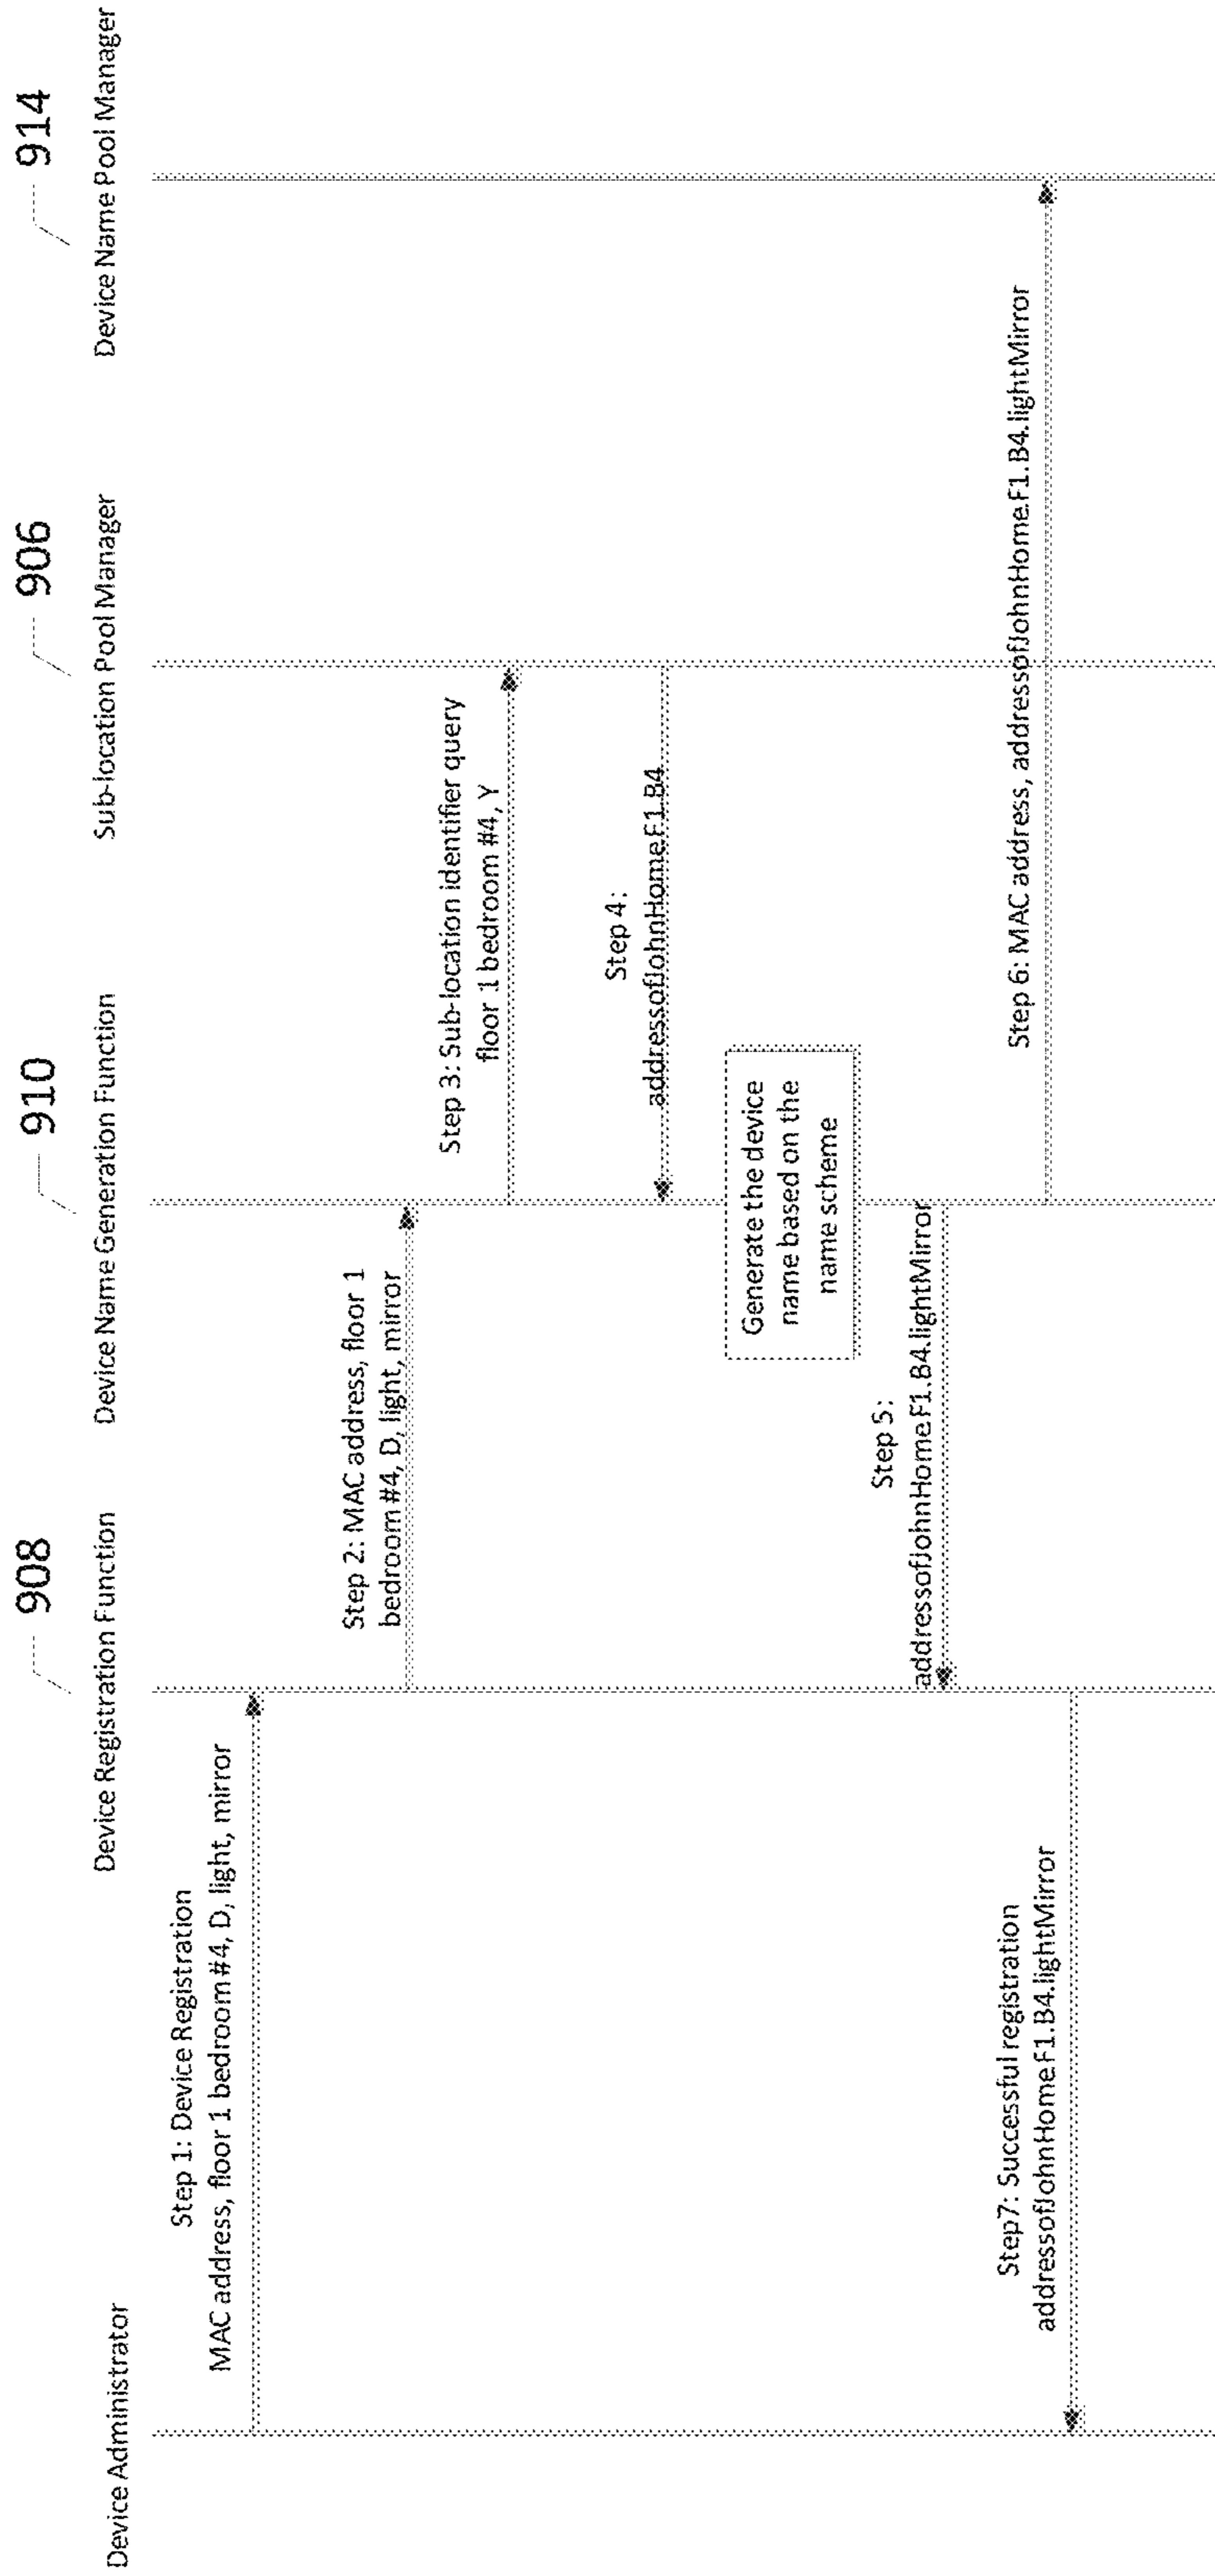 908
910
906
914
Device Administrator
Device Registration Function
Device Name Generation Function
Sub-location Pool Manager
Device Name Pool Manager
Step 1: Device Registration
MAC address, floor 1 bedroom #4, D, light, mirror
Step 2: MAC address, floor 1
bedroom #4, D, light, mirror
Step 3: Sub-location identifier query
floor 1 bedroom #4, Y
Step 4:
addressofJohnHome.F1.B4
Generate the device
name based on the
name scheme
Step 5:
addressofJohnHome.F1.B4.lightMirror
Step 6: MAC address, addressofJohnHome.F1.B4.lightMirror
Step7: Successful registration
addressofJohnHome.F1.B4.lightMirror